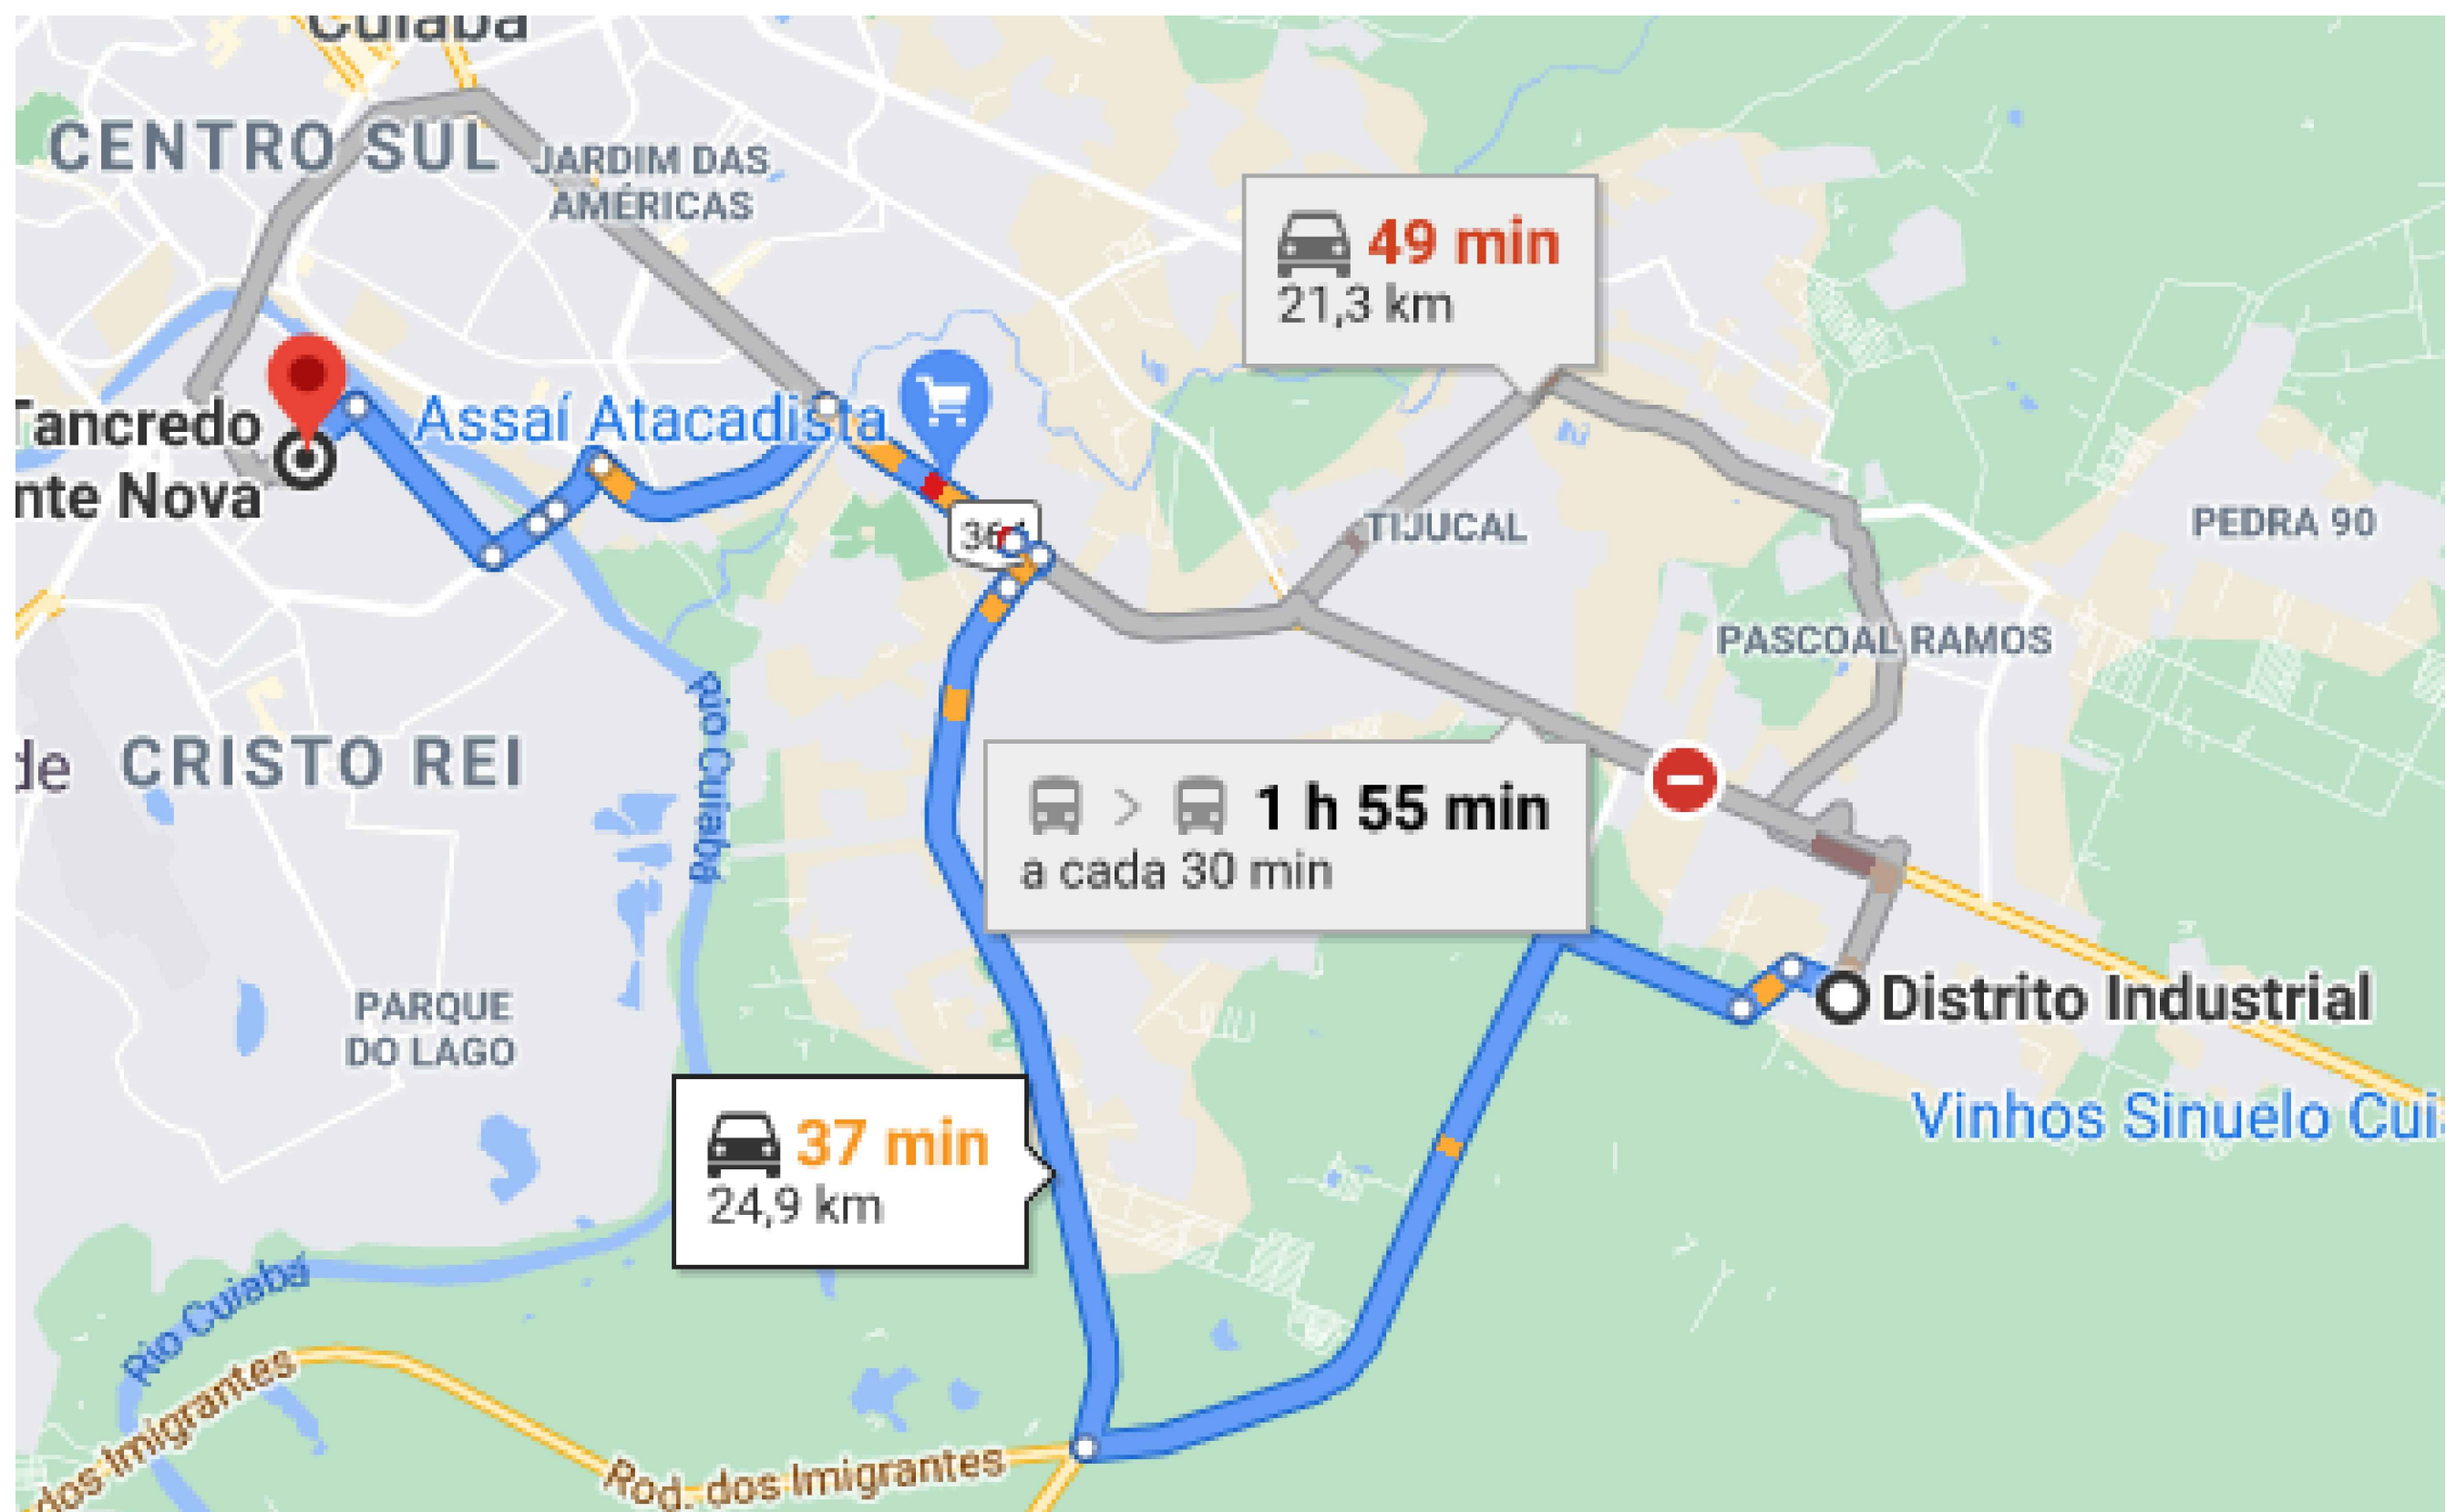 Cuiabá
CENTRO SUL
JARDIM DAS
AMÉRICAS
49 min
21,3 km
Tancredo
nte Nova
Assaí Atacadista
364
TIJUCAL
PEDRA 90
PASCOAL RAMOS
de
CRISTO REI
Rio Cuiabá
1 h 55 min
a cada 30 min
PARQUE
DO LAGO
Distrito Industrial
Vinhos Sinuelo Cui
37 min
24,9 km
Rio Cuiabá
dos Imigrantes
Rod. dos Imigrantes